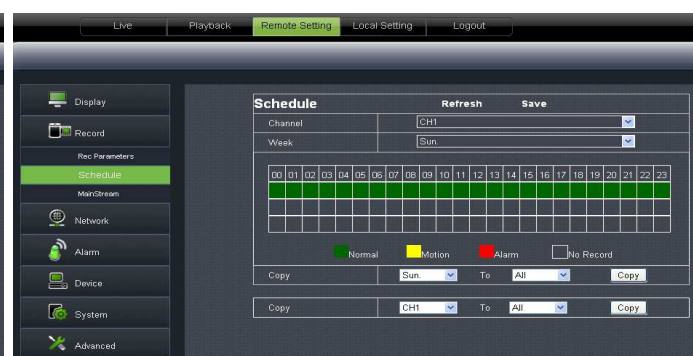 Live Playback Remote Setting Local Setting Logout
Display
Record
Rec Parameters
Schedule
MainStream
Network
Alarm
Device
System
Advanced
Schedule Refresh Save
Channel CH1
Week Sun.
00 01 02 03 04 05 06 07 08 09 10 11 12 13 14 15 16 17 18 19 20 21 22 23
Normal Motion Alarm No Record
Copy Sun. To All Copy
Copy CH1 To All Copy